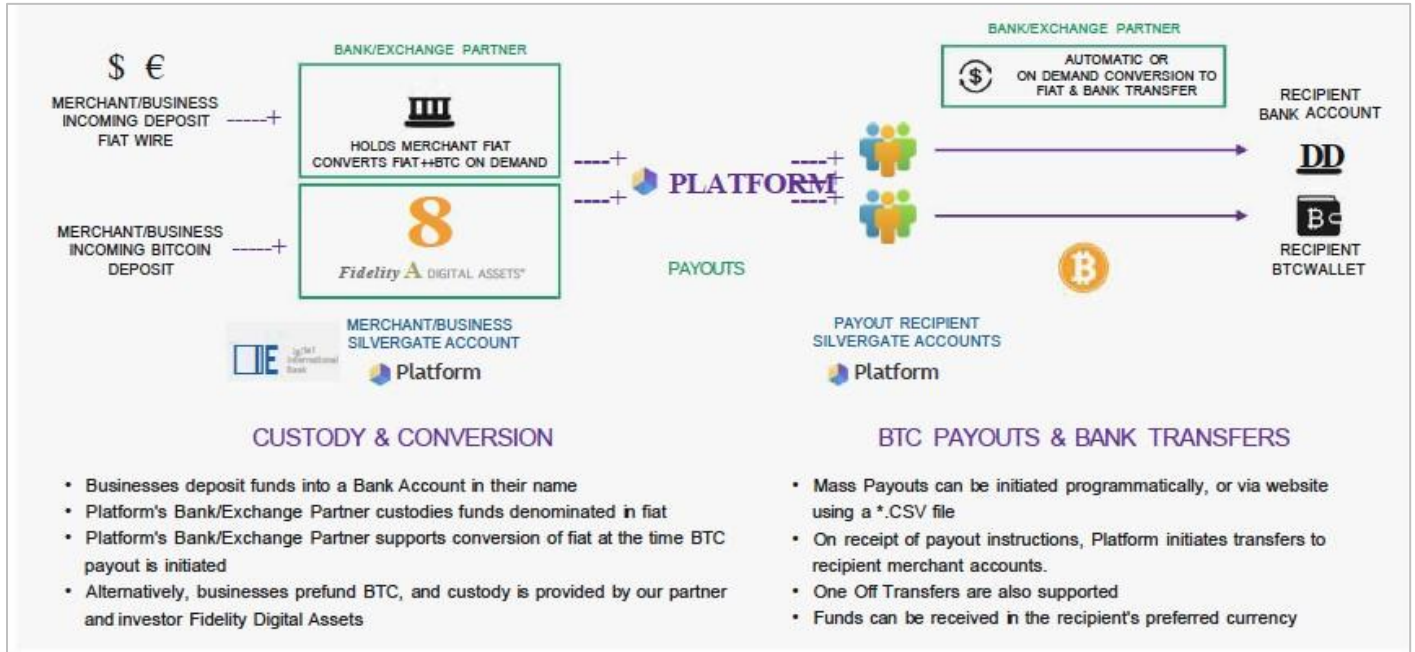 $ €
MERCHANT/BUSINESS
INCOMING DEPOSIT
FIAT WIRE
-----+
BANK/EXCHANGE PARTNER
HOLDS MERCHANT FIAT
CONVERTS FIAT++BTC ON DEMAND
MERCHANT/BUSINESS
INCOMING BITCOIN
DEPOSIT
-----+
8
Fidelity A DIGITAL ASSETS
----+
----+
PLATFORM
PAYOUTS
----+
----+
----+
BANK/EXCHANGE PARTNER
$
AUTOMATIC OR
ON DEMAND CONVERSION TO
FIAT & BANK TRANSFER
RECIPIENT
BANK ACCOUNT
DD
RECIPIENT
BTCWALLET
E
International
Bank
MERCHANT/BUSINESS
SILVERGATE ACCOUNT
Platform
PAYOUT RECIPIENT
SILVERGATE ACCOUNTS
Platform
CUSTODY & CONVERSION
• Businesses deposit funds into a Bank Account in their name
• Platform's Bank/Exchange Partner custodies funds denominated in fiat
• Platform's Bank/Exchange Partner supports conversion of fiat at the time BTC
payout is initiated
• Alternatively, businesses prefund BTC, and custody is provided by our partner
and investor Fidelity Digital Assets
BTC PAYOUTS & BANK TRANSFERS
• Mass Payouts can be initiated programmatically, or via website
using a *.CSV file
• On receipt of payout instructions, Platform initiates transfers to
recipient merchant accounts.
• One Off Transfers are also supported
• Funds can be received in the recipient's preferred currency